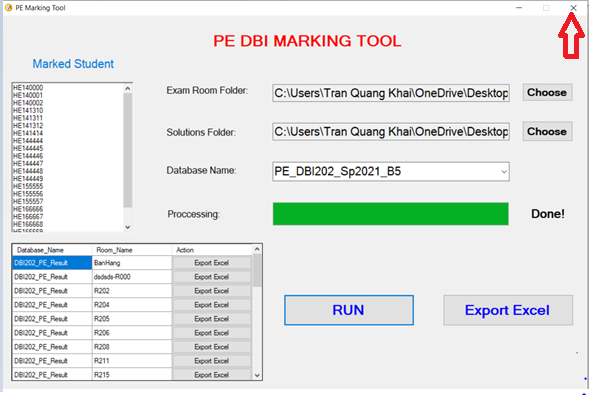 PE Marking Tool
PE DBI MARKING TOOL
Marked Student
HE140000
HE140001
HE140002
HE141310
HE141311
HE141312
HE141414
HE144444
HE144445
HE144446
HE144447
HE144448
HE144449
HE155555
HE155556
HE155557
HE166666
HE166667
HE166668
Exam Room Folder: C:\Users\Tran Quang Khai\OneDrive\Desktop Choose
Solutions Folder: C:\Users\Tran Quang Khai\OneDrive\Desktop Choose
Database Name: PE_DBI202_Sp2021_B5
Proccessing: Done!
Database_Name Room_Name Action
DBI202_PE_Result BanHang Export Excel
DBI202_PE_Result dsdsds-R000 Export Excel
DBI202_PE_Result R202 Export Excel
DBI202_PE_Result R204 Export Excel
DBI202_PE_Result R205 Export Excel
DBI202_PE_Result R206 Export Excel
DBI202_PE_Result R208 Export Excel
DBI202_PE_Result R211 Export Excel
DBI202_PE_Result R215 Export Excel
RUN
Export Excel